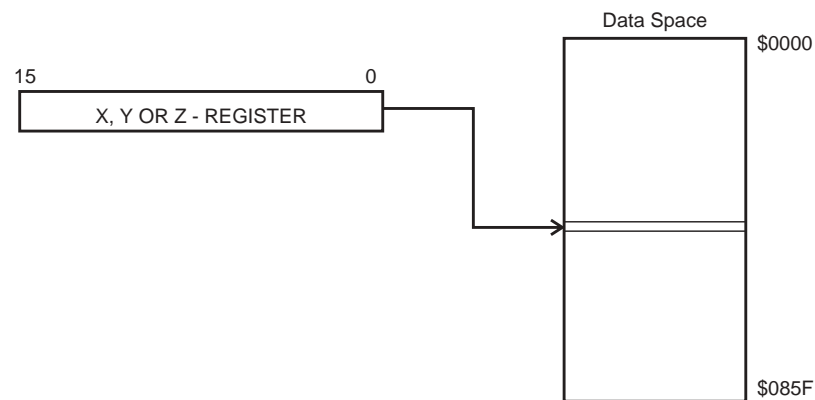 Data Space
$0000
15
0
X, Y OR Z - REGISTER
$085F